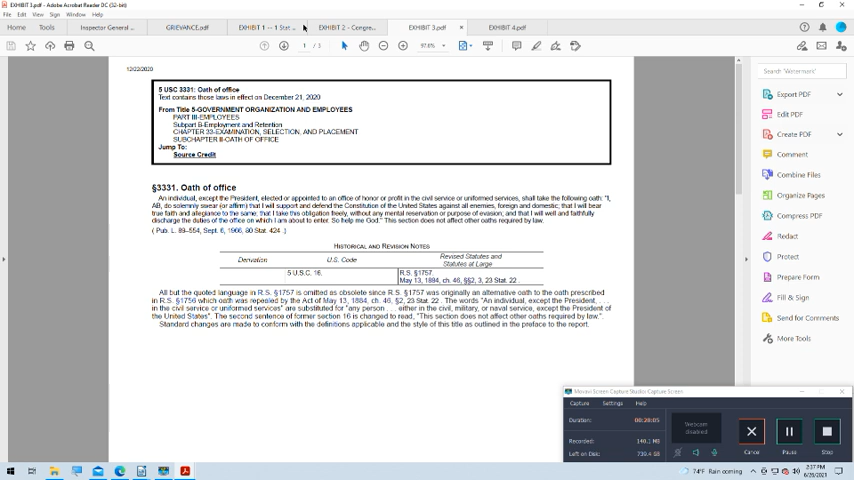 EXHIBIT 3.pdf - Adobe Acrobat Reader DC (32-bit)
File Edit View Sign Window Help
Home Tools Inspector General ... GRIEVANCE.pdf EXHIBIT 1 -- 1 Stat ... EXHIBIT 2 - Congre... EXHIBIT 3.pdf × EXHIBIT 4.pdf
1 / 3 97.6%
12/22/2020
5 USC 3331: Oath of office
Text contains those laws in effect on December 21, 2020
From Title 5-GOVERNMENT ORGANIZATION AND EMPLOYEES
PART III-EMPLOYEES
Subpart B-Employment and Retention
CHAPTER 33-EXAMINATION, SELECTION, AND PLACEMENT
SUBCHAPTER II-OATH OF OFFICE
Jump To:
Source Credit
§3331. Oath of office
An individual, except the President, elected or appointed to an office of honor or profit in the civil service or uniformed services, shall take the following oath: "I,
AB, do solemnly swear (or affirm) that I will support and defend the Constitution of the United States against all enemies, foreign and domestic; that I will bear
true faith and allegiance to the same; that I take this obligation freely, without any mental reservation or purpose of evasion; and that I will well and faithfully
discharge the duties of the office on which I am about to enter. So help me God." This section does not affect other oaths required by law.
( Pub. L. 89–554, Sept. 6, 1966, 80 Stat. 424 .)
HISTORICAL AND REVISION NOTES
Derivation U.S. Code Revised Statutes and
Statutes at Large
5 U.S.C. 16. R.S. §1757.
May 13, 1884, ch. 46, §§2, 3, 23 Stat. 22 .
All but the quoted language in R.S. §1757 is omitted as obsolete since R.S. §1757 was originally an alternative oath to the oath prescribed
in R.S. §1756 which oath was repealed by the Act of May 13, 1884, ch. 46, §2, 23 Stat. 22 . The words "An individual, except the President, . . .
in the civil service or uniformed services" are substituted for "any person . . . either in the civil, military, or naval service, except the President of
the United States". The second sentence of former section 16 is changed to read, "This section does not affect other oaths required by law.".
Standard changes are made to conform with the definitions applicable and the style of this title as outlined in the preface to the report.
Search 'Watermark'
Export PDF
Edit PDF
Create PDF
Comment
Combine Files
Organize Pages
Compress PDF
Redact
Protect
Prepare Form
Fill & Sign
Send for Comments
More Tools
Movavi Screen Capture Studio Capture Screen
Capture Settings Help
Duration: 00:28:05
Recorded: 140.1 MB
Left on Disc: 739.4 GB
Webcam
disabled
Cancel Pause Stop
74°F Rain coming
2:37 PM
6/26/2021